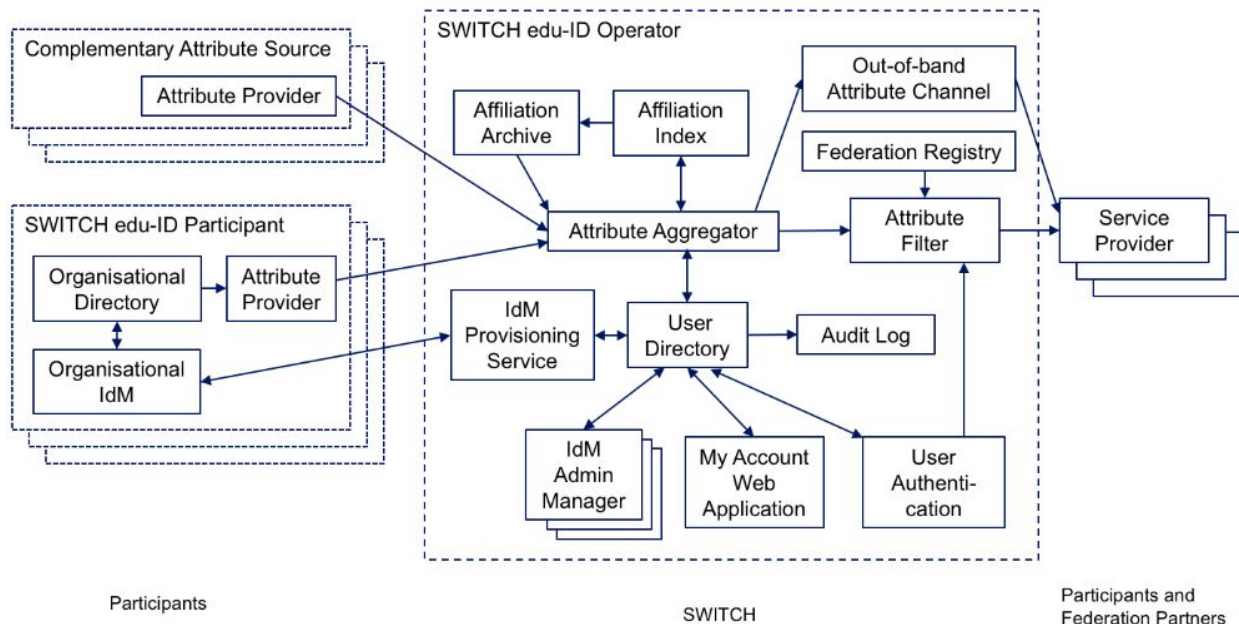 Complementary Attribute Source
Attribute Provider
SWITCH edu-ID Participant
Organisational
Directory
Attribute
Provider
Organisational
IdM
SWITCH edu-ID Operator
Affiliation
Archive
Affiliation
Index
Out-of-band
Attribute Channel
Federation Registry
Attribute Aggregator
Attribute
Filter
Service
Provider
IdM
Provisioning
Service
User
Directory
Audit Log
IdM
Admin
Manager
My Account
Web
Application
User
Authenti-
cation
Participants
SWITCH
Participants and
Federation Partners